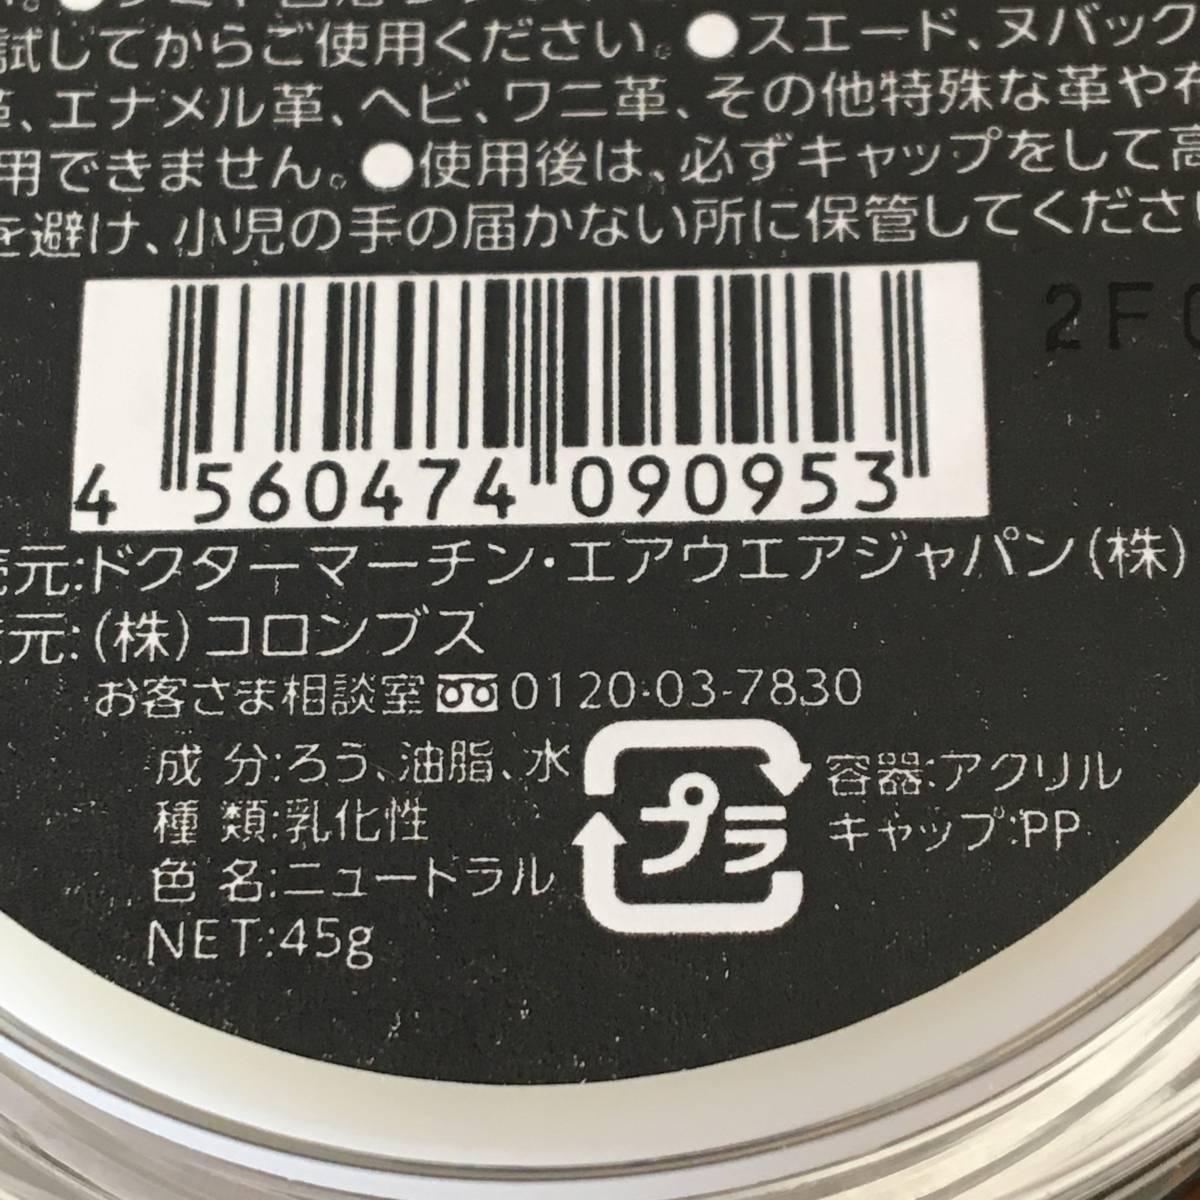 試してからご使用ください。●スエード、ヌバック
革、エナメル革、ヘビ、ワニ革、その他特殊な革や
用できません。●使用後は、必ずキャップをして高
を避け、小児の手の届かない所に保管してくださ
2F
4 560474 090953
売元:ドクターマーチン・エアウエアジャパン(株)
元:(株)コロンブス
お客さま相談室 0120-03-7830
成 分:ろう、油脂、水
種 類:乳化性
色 名:ニュートラル
NET:45g
プラ
容器:アクリル
キャップ:PP